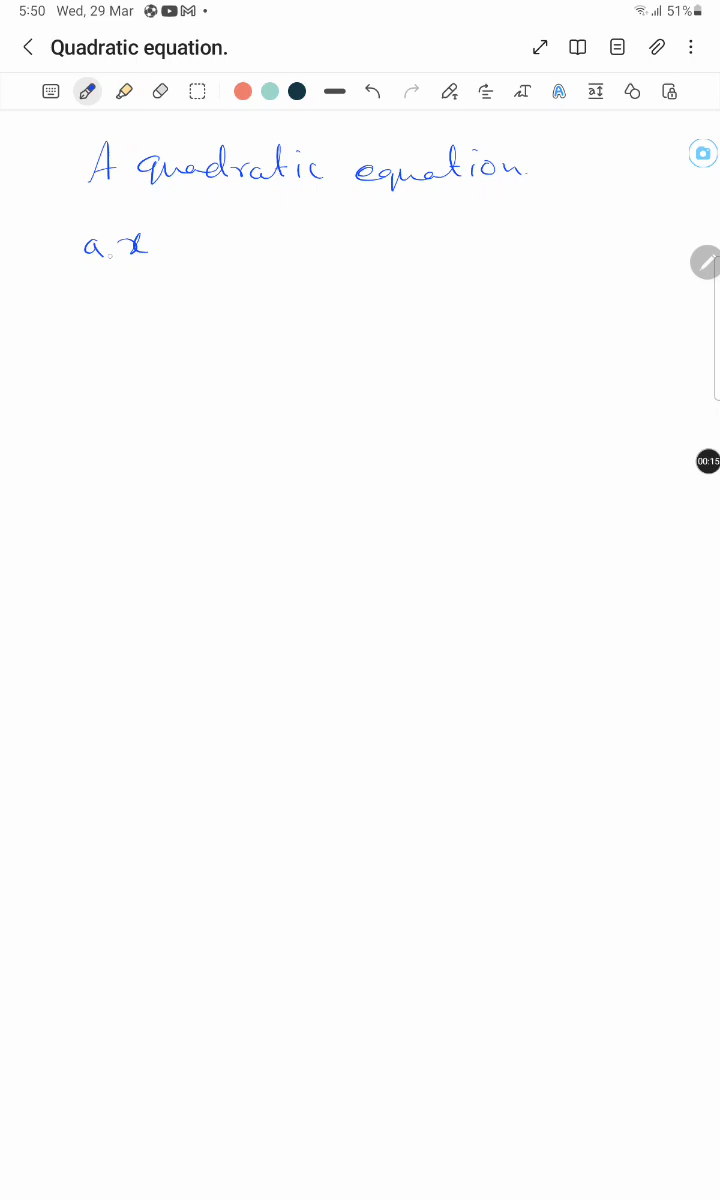 5:50 Wed, 29 Mar 51%
Quadratic equation.
A quadratic equation.
a.x
00:15